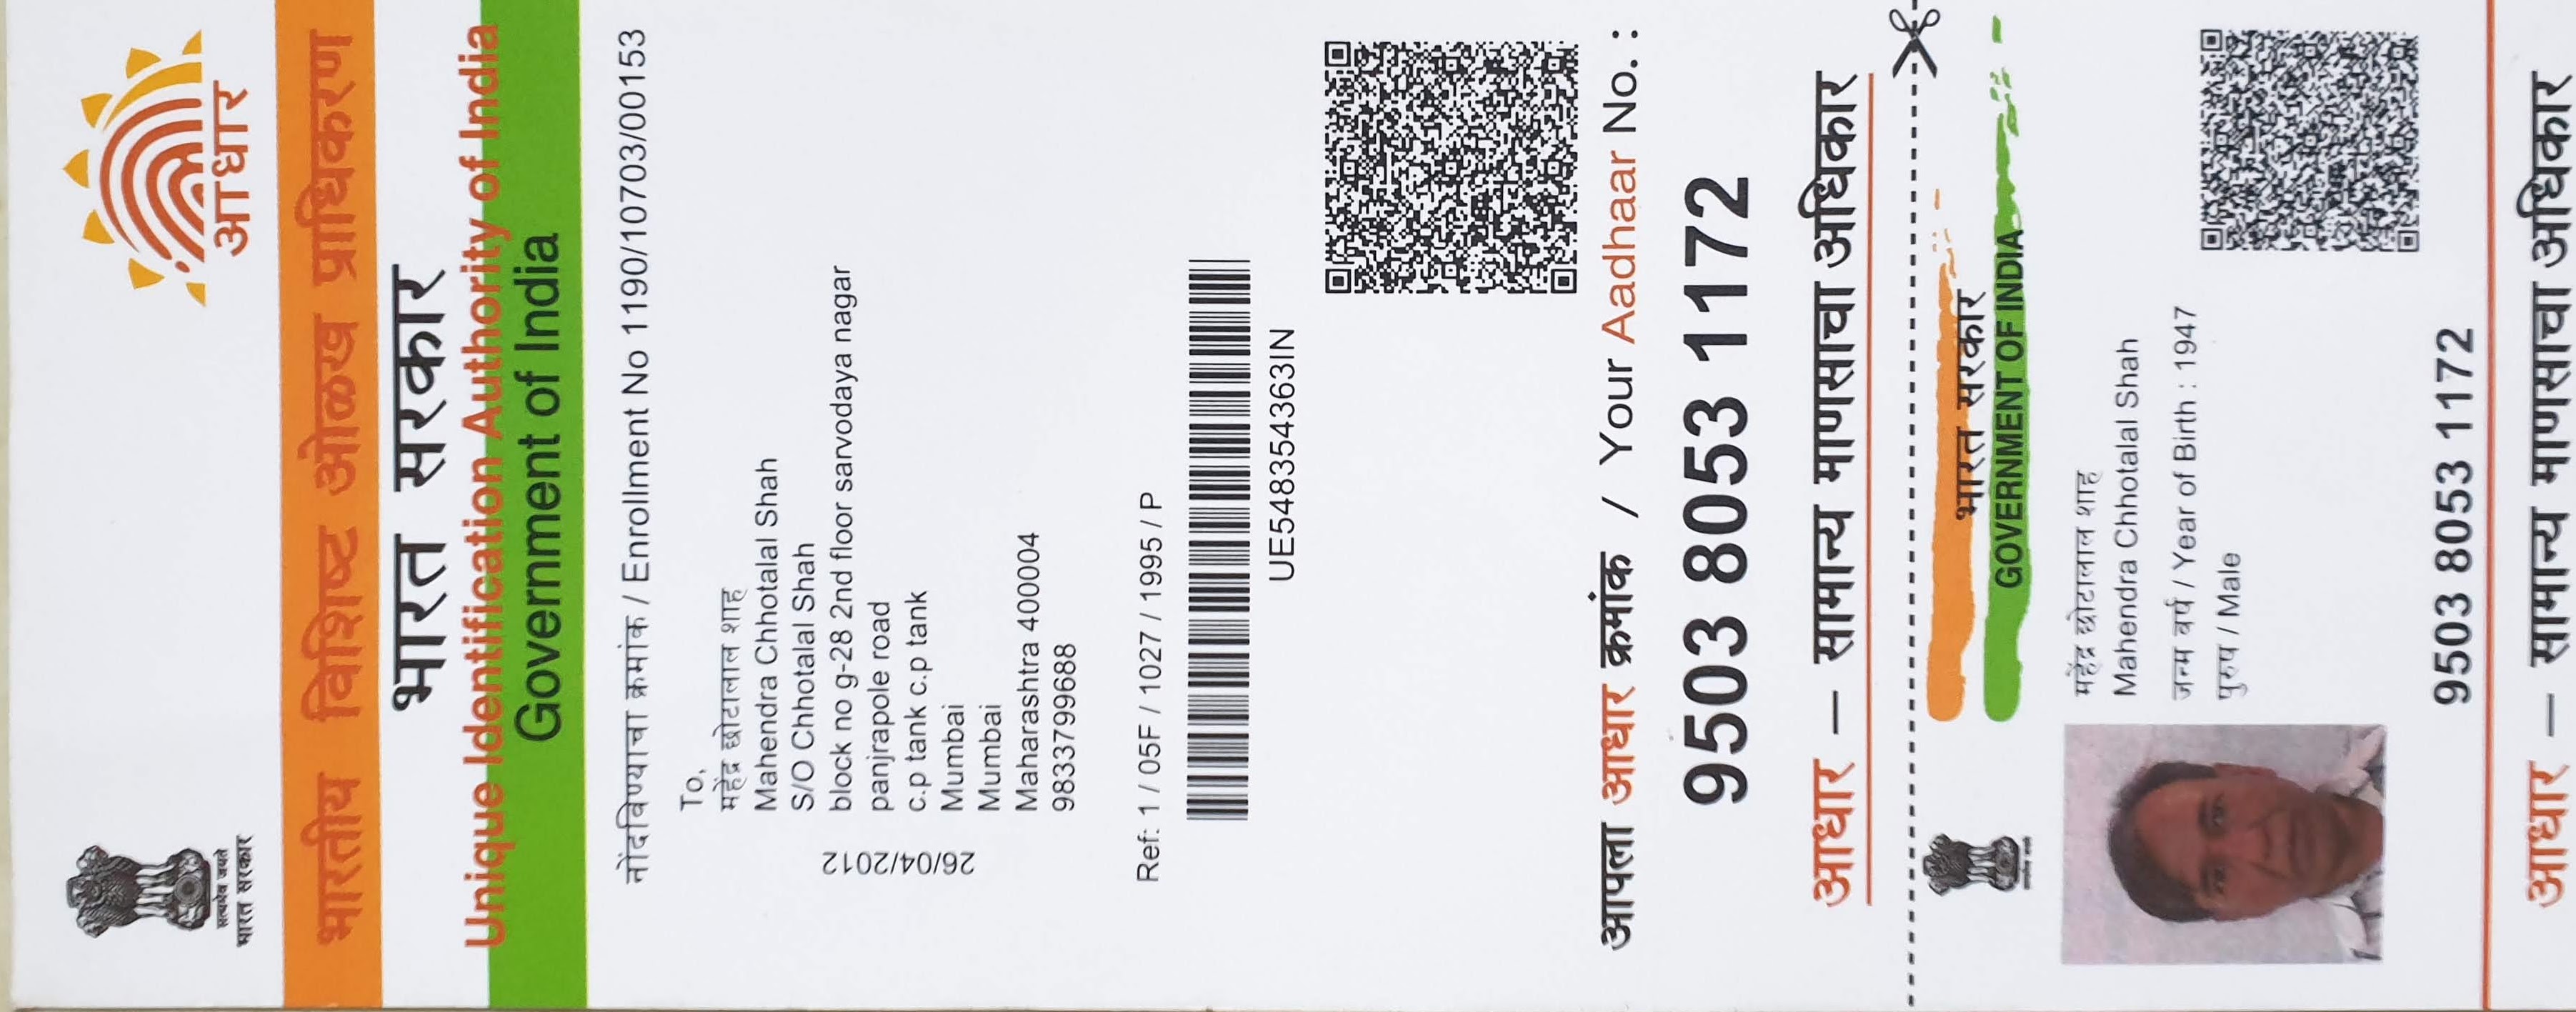 सत्यमेव जयते
भारत सरकार
आधार
भारतीय विशिष्ट ओळख प्राधिकरण
भारत सरकार
Unique Identification Authority of India
Government of India
नोंदविण्याचा क्रमांक / Enrollment No 1190/10703/00153
To,
महेंद्र छोटालाल शाह
Mahendra Chhotalal Shah
S/O Chhotalal Shah
block no g-28 2nd floor sarvodaya nagar
panjrapole road
c.p tank c.p tank
Mumbai
Mumbai
Maharashtra 400004
9833799688
26/04/2012
Ref: 1 / 05F / 1027 / 1995 / P
UE548354363IN
आपला आधार क्रमांक / Your Aadhaar No. :
9503 8053 1172
आधार – सामान्य माणसाचा अधिकार
भारत सरकार
GOVERNMENT OF INDIA
महेंद्र छोटालाल शाह
Mahendra Chhotalal Shah
जन्म वर्ष / Year of Birth : 1947
पुरुष / Male
9503 8053 1172
आधार – सामान्य माणसाचा अधिकार